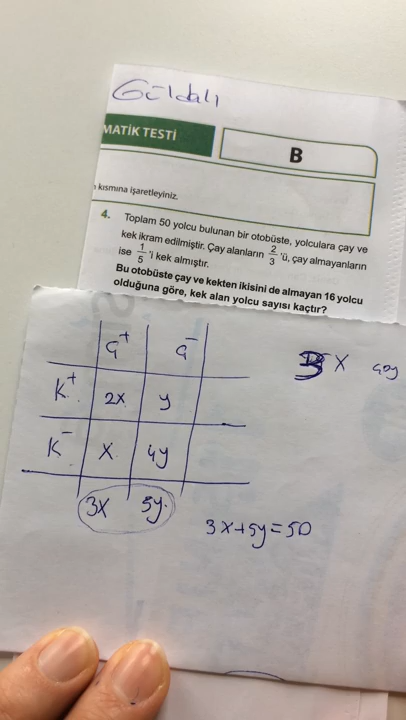 Güldalı
MATİK TESTİ
B
kısmına işaretleyiniz.
4. Toplam 50 yolcu bulunan bir otobüste, yolculara çay ve
kek ikram edilmiştir. Çay alanların 2/3 'ü, çay almayanların
ise 1/5 'i kek almıştır.
Bu otobüste çay ve kekten ikisini de almayan 16 yolcu
olduğuna göre, kek alan yolcu sayısı kaçtır?
Ç+ Ç-
K+ 2x y
K- x 4y
3x 5y
3x+5y=50
X